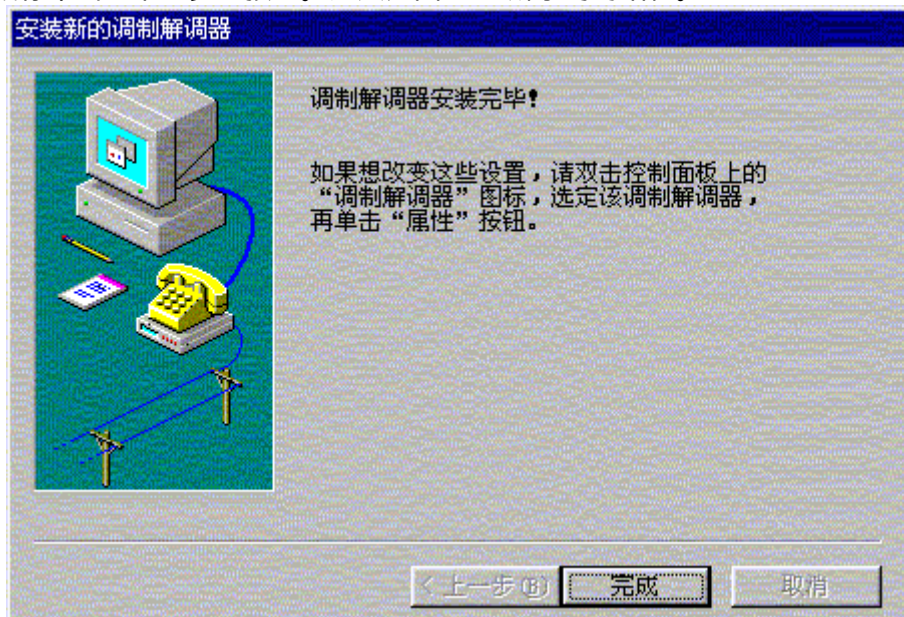 安装新的调制解调器
调制解调器安装完毕!
如果想改变这些设置,请双击控制面板上的
“调制解调器”图标,选定该调制解调器,
再单击“属性”按钮。
< 上一步(B)
完成
取消